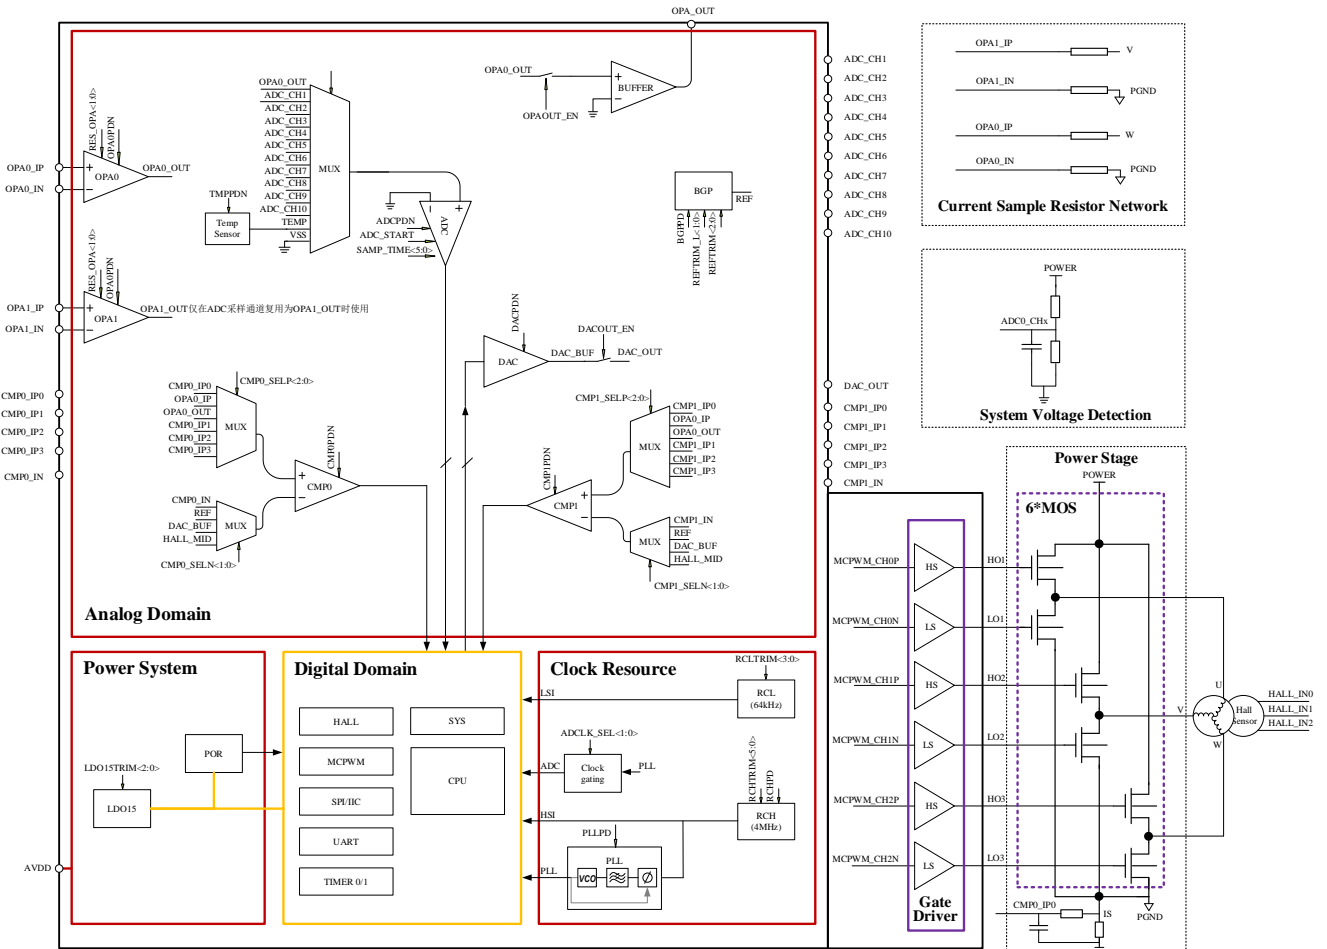 OPA_OUT
OPA0_OUT
BUFFER
OPAOUT_EN
OPA0_OUT
ADC_CH1
ADC_CH2
ADC_CH3
ADC_CH4
ADC_CH5
ADC_CH6
ADC_CH7
ADC_CH8
ADC_CH9
ADC_CH10
TEMP
VSS
MUX
TMPPDN
Temp
Sensor
ADCPDN
ADC_START
SAMP_TIME<5:0>
ADC
RES_OPA<1:0>
OPA0PDN
OPA0_IP
OPA0_IN
OPA0
OPA0_OUT
RES_OPA<1:0>
OPA0PDN
OPA1_IP
OPA1_IN
OPA1
OPA1_OUT仅在ADC采样通道复用为OPA1_OUT时使用
BGP
REF
BGPPD
REFTRIM_L<1:0>
REFTRIM<2:0>
DACPDN
DAC
DAC_BUF
DACOUT_EN
DAC_OUT
CMP0_IP0
CMP0_IP1
CMP0_IP2
CMP0_IP3
CMP0_IN
CMP0_IP0
OPA0_IP
OPA0_OUT
CMP0_IP1
CMP0_IP2
CMP0_IP3
MUX
CMP0_SELP<2:0>
CMP0PDN
CMP0
CMP0_IN
REF
DAC_BUF
HALL_MID
MUX
CMP0_SELN<1:0>
CMP1_SELP<2:0>
CMP1_IP0
OPA0_IP
OPA0_OUT
CMP1_IP1
CMP1_IP2
CMP1_IP3
MUX
CMP1PDN
CMP1
CMP1_IN
REF
DAC_BUF
HALL_MID
MUX
CMP1_SELN<1:0>
Analog Domain
ADC_CH1
ADC_CH2
ADC_CH3
ADC_CH4
ADC_CH5
ADC_CH6
ADC_CH7
ADC_CH8
ADC_CH9
ADC_CH10
DAC_OUT
CMP1_IP0
CMP1_IP1
CMP1_IP2
CMP1_IP3
CMP1_IN
OPA1_IP
V
OPA1_IN
PGND
OPA0_IP
W
OPA0_IN
PGND
Current Sample Resistor Network
POWER
ADC0_CHx
System Voltage Detection
Power System
POR
LDO15TRIM<2:0>
LDO15
AVDD
Digital Domain
HALL
MCPWM
SPI/IIC
UART
TIMER 0/1
SYS
CPU
Clock Resource
LSI
RCLTRIM<3:0>
RCL
(64kHz)
ADCLK_SEL<1:0>
ADC
Clock
gating
PLL
RCHTRIM<5:0>
RCHPD
HSI
RCH
(4MHz)
PLLPD
PLL
PLL
VCO
Ø
MCPWM_CH0P
HS
HO1
MCPWM_CH0N
LS
LO1
MCPWM_CH1P
HS
HO2
MCPWM_CH1N
LS
LO2
MCPWM_CH2P
HS
HO3
MCPWM_CH2N
LS
LO3
Gate
Driver
Power Stage
POWER
6*MOS
U
V
W
Hall
Sensor
HALL_IN0
HALL_IN1
HALL_IN2
CMP0_IP0
IS
PGND